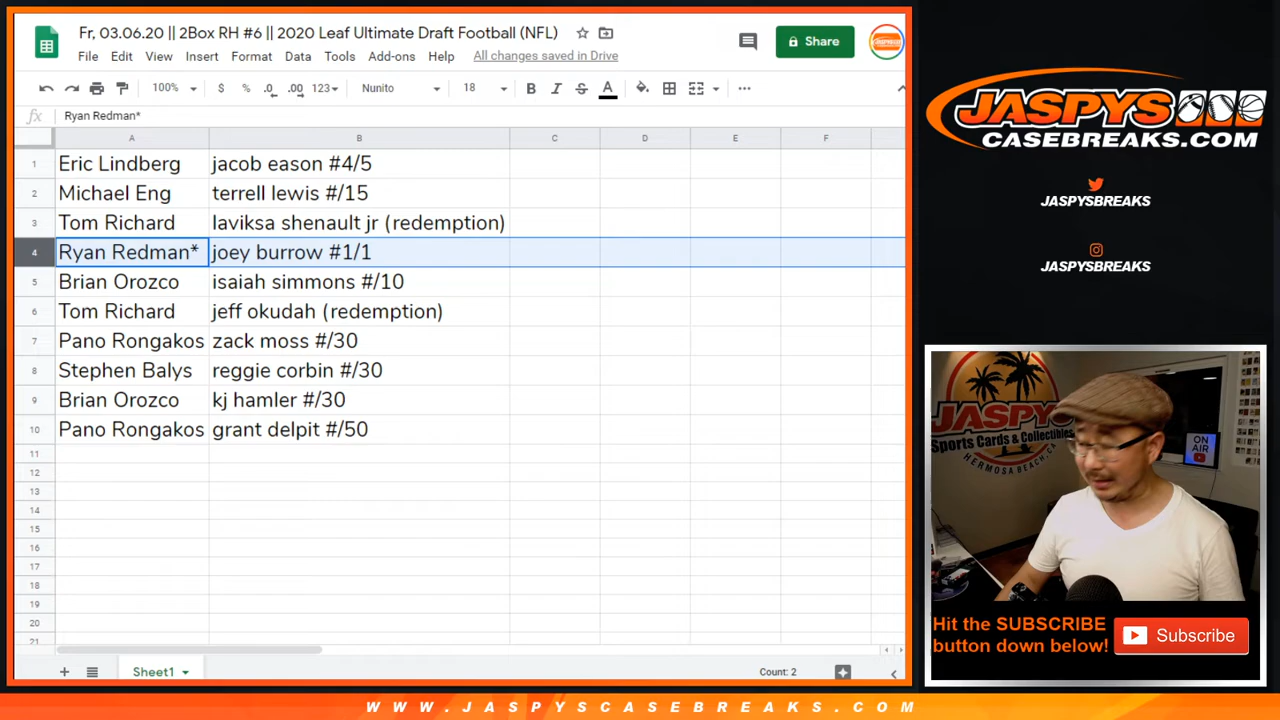 Fr, 03.06.20 || 2Box RH #6 || 2020 Leaf Ultimate Draft Football (NFL)
File Edit View Insert Format Data Tools Add-ons Help All changes saved in Drive
Share
100% $ % .0 .00 123 Nunito 18 B I S A
fx Ryan Redman*
A B C D E F
1 Eric Lindberg jacob eason #4/5
2 Michael Eng terrell lewis #/15
3 Tom Richard laviksa shenault jr (redemption)
4 Ryan Redman* joey burrow #1/1
5 Brian Orozco isaiah simmons #/10
6 Tom Richard jeff okudah (redemption)
7 Pano Rongakos zack moss #/30
8 Stephen Balys reggie corbin #/30
9 Brian Orozco kj hamler #/30
10 Pano Rongakos grant delpit #/50
11
12
13
14
15
16
17
18
19
20
21
Sheet1
Count: 2
JASPYS
CASEBREAKS.COM
JASPYSBREAKS
JASPYSBREAKS
JASPYS
Sports Cards & Collectibles
HERMOSA BEACH, CA
ON
AIR
Hit the SUBSCRIBE
button down below!
Subscribe
WWW.JASPYSCASEBREAKS.COM